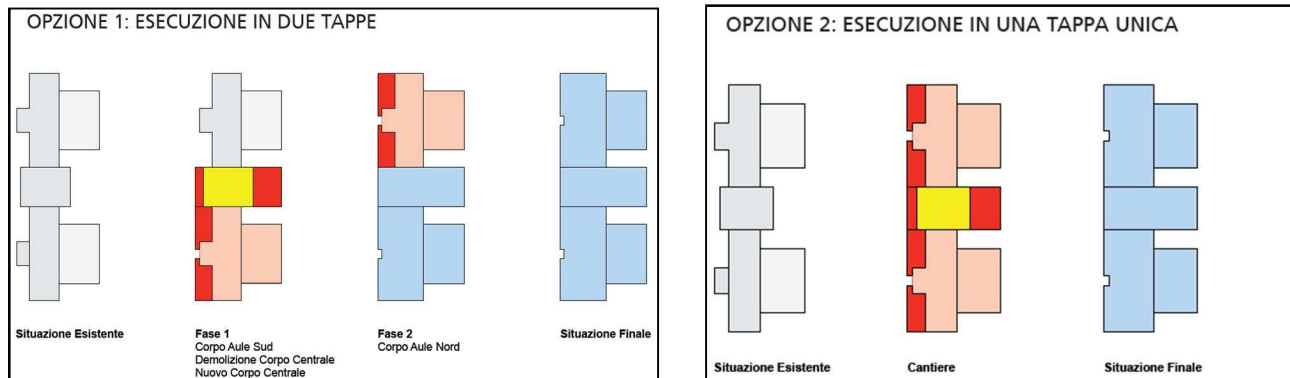 OPZIONE 1: ESECUZIONE IN DUE TAPPE
Situazione Esistente
Fase 1
Corpo Aule Sud
Demolizione Corpo Centrale
Nuovo Corpo Centrale
Fase 2
Corpo Aule Nord
Situazione Finale
OPZIONE 2: ESECUZIONE IN UNA TAPPA UNICA
Situazione Esistente
Cantiere
Situazione Finale